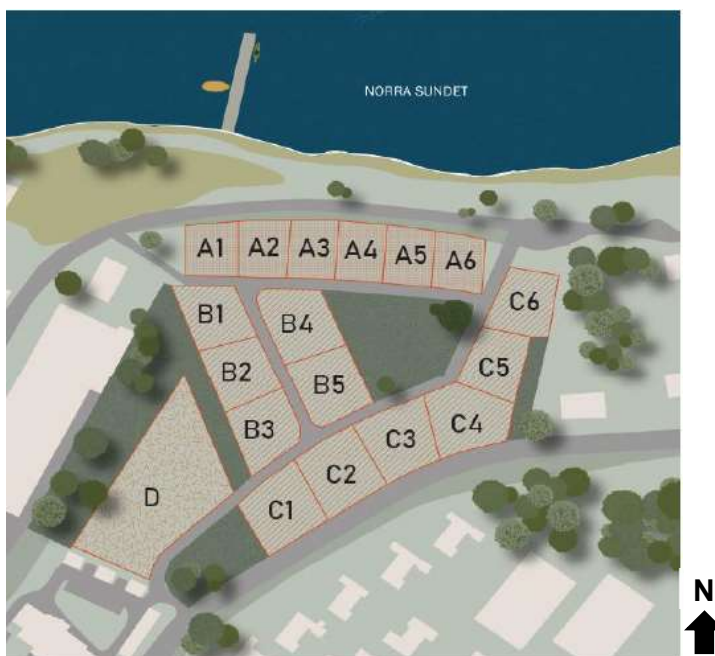 NORRA SUNDET
A1 A2 A3 A4 A5 A6
C6
B1 B4
C5
B2 B5
B3 C3 C4
C2
D C1
N